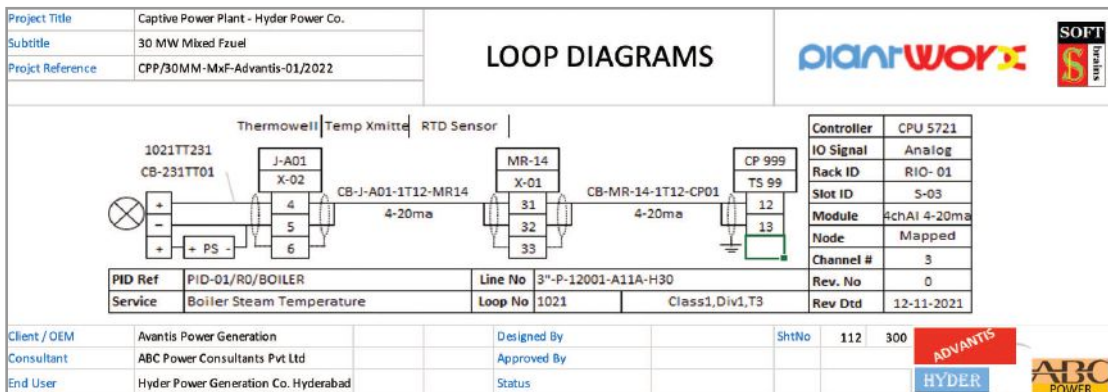 Project Title Captive Power Plant - Hyder Power Co.
Subtitle 30 MW Mixed Fzuel
Projct Reference CPP/30MM-MxF-Advantis-01/2022
LOOP DIAGRAMS
plantworx
SOFT
S
brains
Thermowell Temp Xmitte RTD Sensor
1021TT231
CB-231TT01
+
-
+
+ PS -
J-A01
X-02
4
5
6
CB-J-A01-1T12-MR14
4-20ma
MR-14
X-01
31
32
33
CB-MR-14-1T12-CP01
4-20ma
CP 999
TS 99
12
13
Controller CPU 5721
IO Signal Analog
Rack ID RIO- 01
Slot ID S-03
Module 4chAI 4-20ma
Node Mapped
Channel # 3
Rev. No 0
Rev Dtd 12-11-2021
PID Ref PID-01/R0/BOILER Line No 3"-P-12001-A11A-H30
Service Boiler Steam Temperature Loop No 1021 Class1,Div1,T3
Client / OEM Avantis Power Generation Designed By ShtNo 112 300
Consultant ABC Power Consultants Pvt Ltd Approved By
End User Hyder Power Generation Co. Hyderabad Status
ADVANTIS
HYDER
ABC
POWER